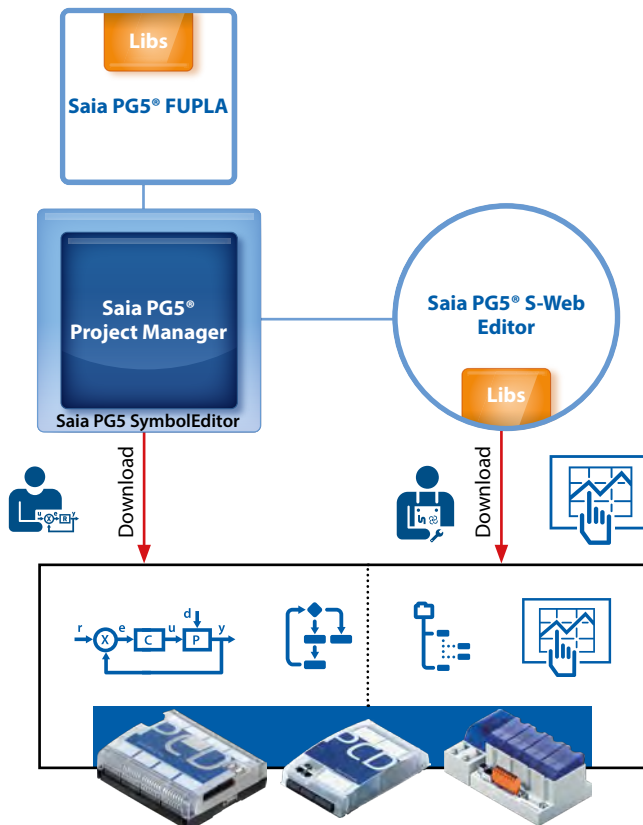 Libs
Saia PG5® FUPLA
Saia PG5®
Project Manager
Saia PG5 SymbolEditor
Saia PG5® S-Web
Editor
Libs
Download
Download
u
X
e
R
y
r
X
e
C
u
d
P
y
PCD
PCD